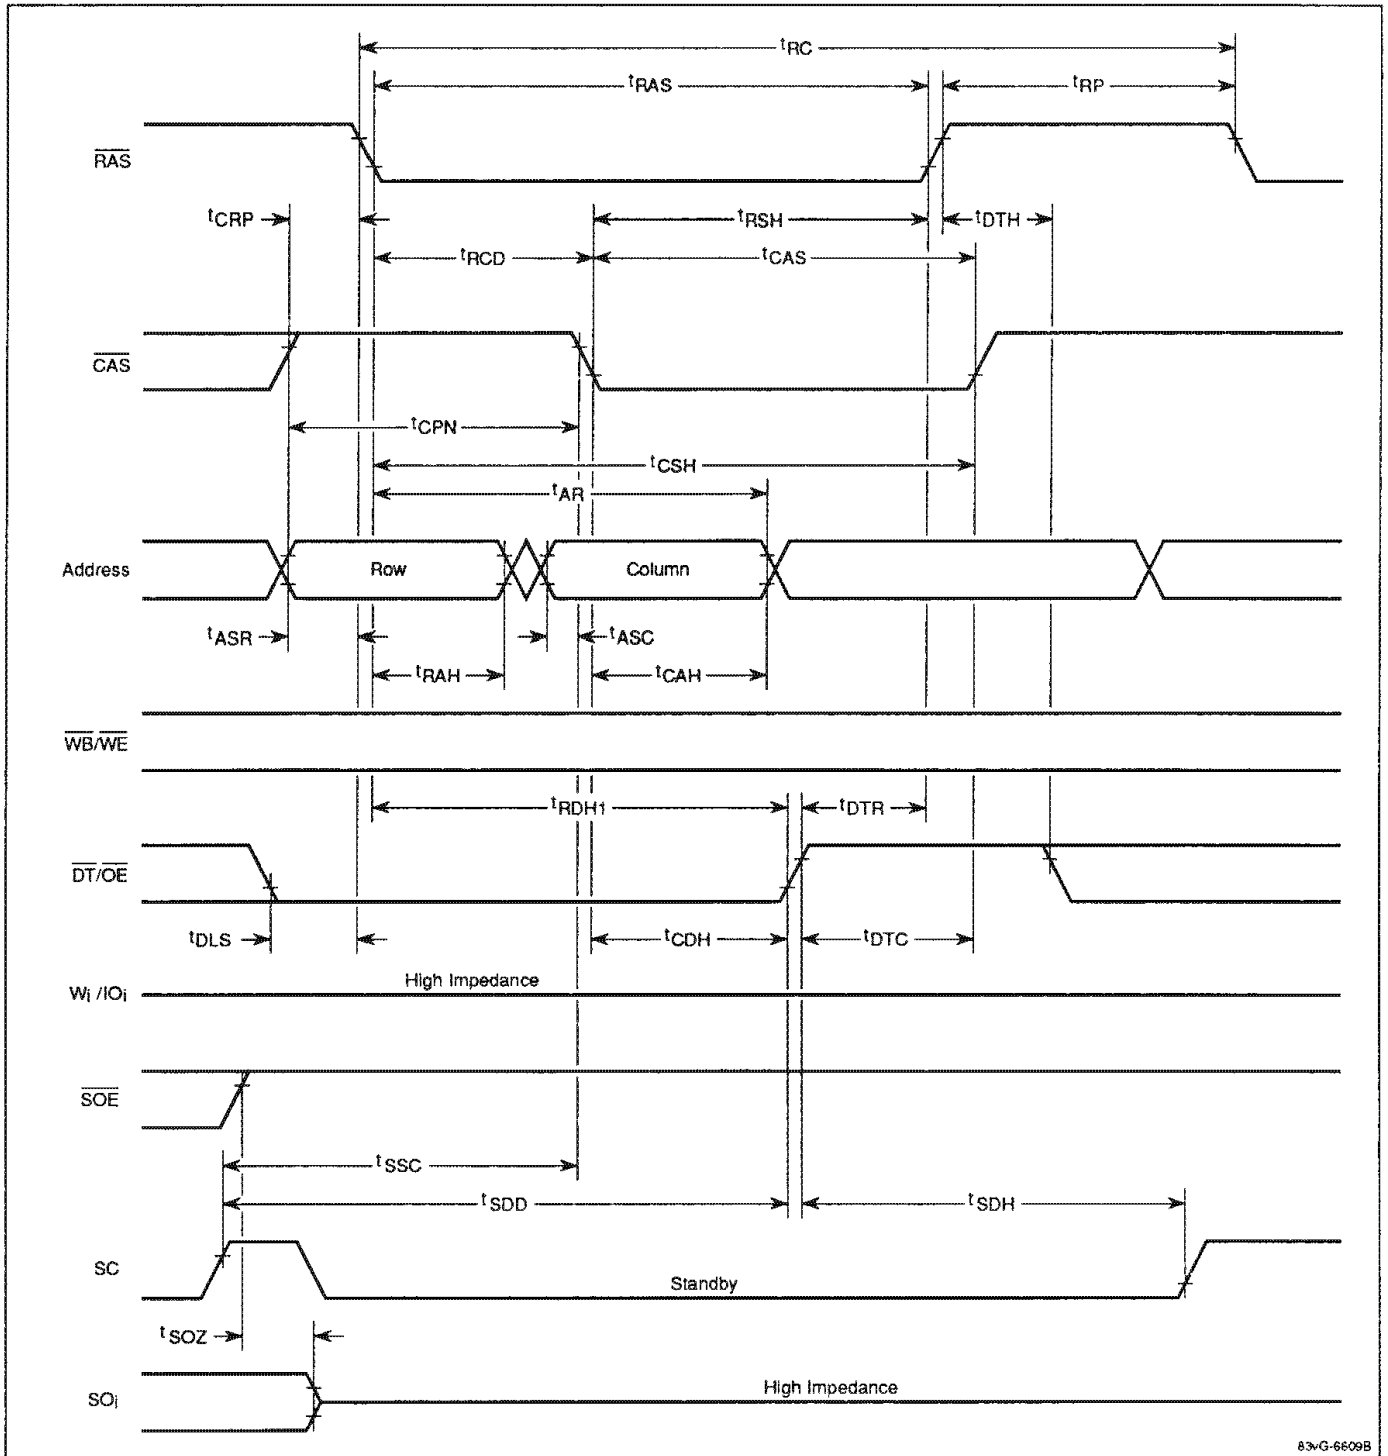 tRC
tRAS
tRP
RAS
tCRP
tRSH
tDTH
tRCD
tCAS
CAS
tCPN
tCSH
tAR
Address
Row
Column
tASR
tASC
tRAH
tCAH
WB/WE
tRDH1
tDTR
DT/OE
tDLS
tCDH
tDTC
High Impedance
Wi /IOi
SOE
tSSC
tSDD
tSDH
SC
Standby
tSOZ
High Impedance
SOi
83vG-6609B